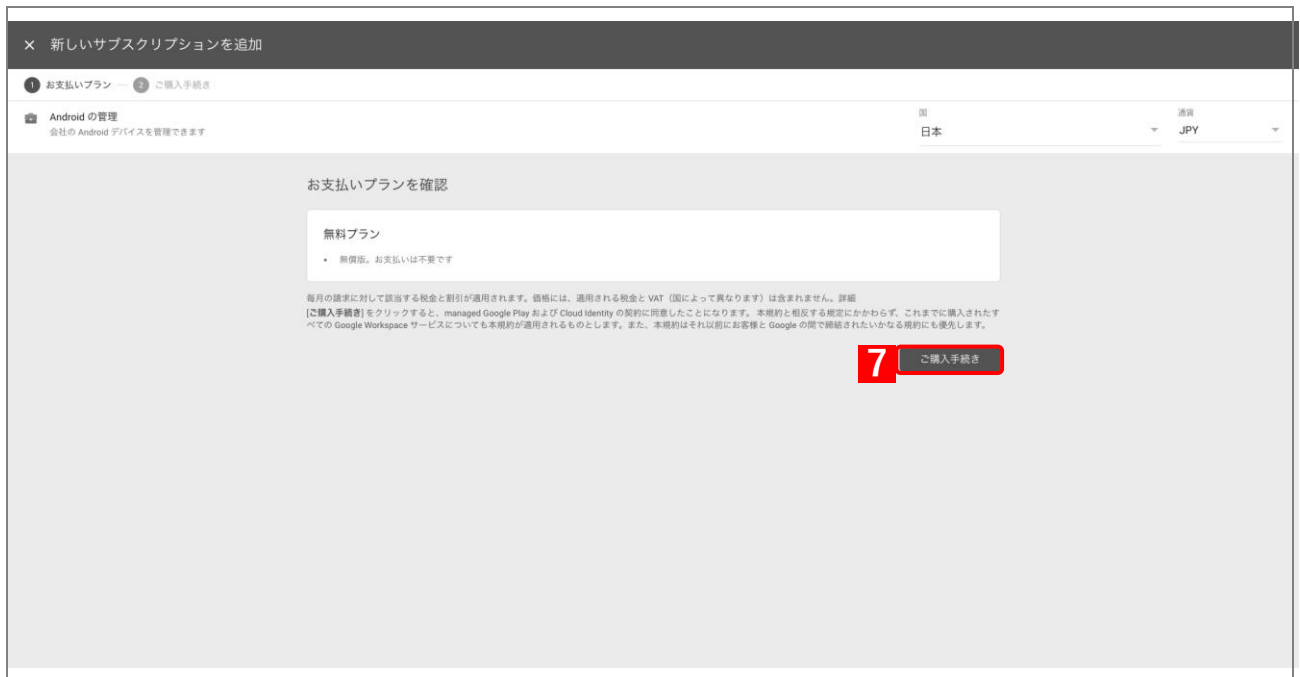 × 新しいサブスクリプションを追加
1 お支払いプラン — 2 ご購入手続き
Android の管理
会社の Android デバイスを管理できます
国
日本
通貨
JPY
お支払いプランを確認
無料プラン
• 無償版。お支払いは不要です
毎月の請求に対して該当する税金と割引が適用されます。価格には、適用される税金と VAT（国によって異なります）は含まれません。詳細
[ご購入手続き] をクリックすると、managed Google Play および Cloud Identity の契約に同意したことになります。 本規約と相反する規定にかかわらず、これまでに購入されたす
べての Google Workspace サービスについても本規約が適用されるものとします。また、本規約はそれ以前にお客様と Google の間で締結されたいかなる規約にも優先します。
7 ご購入手続き